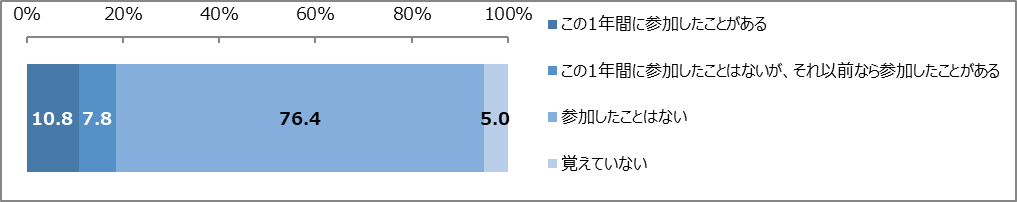 0% 20% 40% 60% 80% 100%
10.8 7.8 76.4 5.0
この1年間に参加したことがある
この1年間に参加したことはないが、それ以前なら参加したことがある
参加したことはない
覚えていない